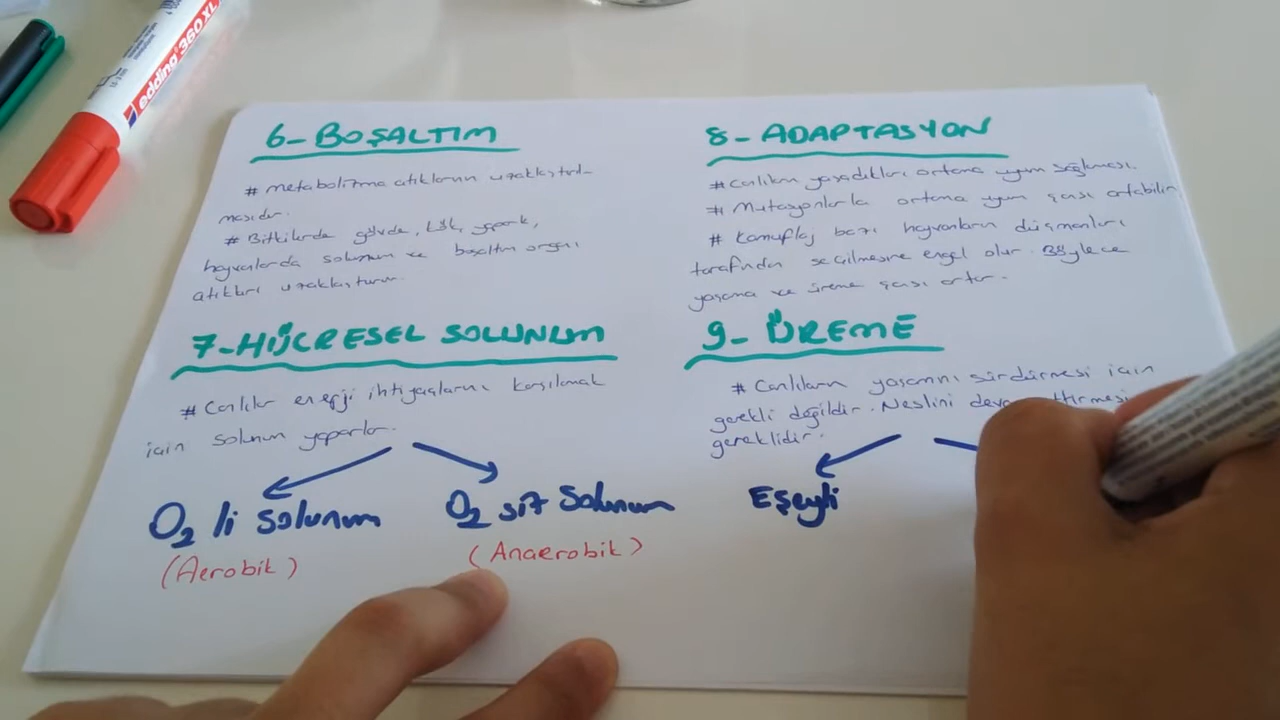 edding 360 XL
6- BOŞALTIM
# metabolizma atıklarının uzaklaştırıl-
masıdır.
# Bitkilerde gövde, kök, yaprak,
hayvanlarda solunum ve boşaltım organı
atıkları uzaklaştırır.
7- HÜCRESEL SOLUNUM
# Canlılar enerji ihtiyaçlarını karşılamak
için solunum yaparlar.
O2 li solunum
(Aerobik)
O2 siz solunum
(Anaerobik)
8- ADAPTASYON
# Canlıların yaşadıkları ortama uyum sağlaması.
# Mutasyonlarla ortama uyum şansı artabilir
# Kamuflaj bazı hayvanların düşmanları
tarafından seçilmesine engel olur. Böylece
yaşama ve üreme şansı artar.
9- ÜREME
# Canlıların yaşamını sürdürmesi için
gerekli değildir. Neslini
gereklidir.
Eşeyli